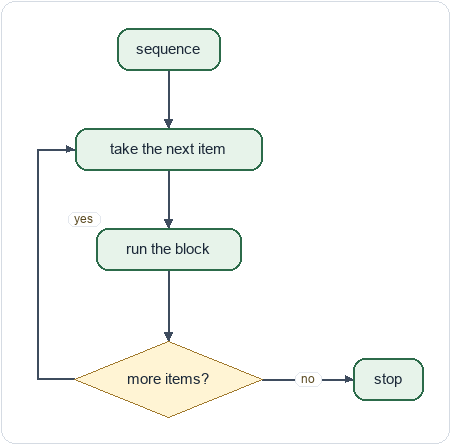 sequence
take the next item
yes
run the block
more items?
no
stop